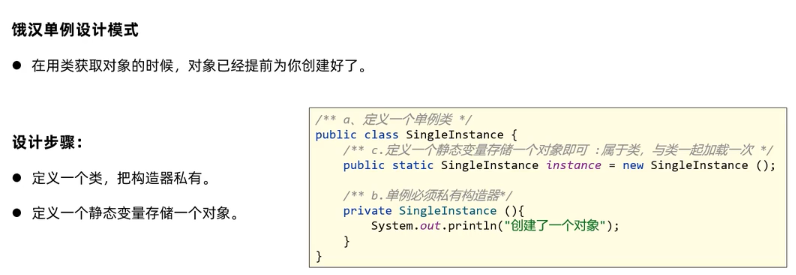 饿汉单例设计模式
● 在用类获取对象的时候，对象已经提前为你创建好了。
设计步骤：
● 定义一个类，把构造器私有。
● 定义一个静态变量存储一个对象。
/** a、定义一个单例类 */
public class SingleInstance {
/** c.定义一个静态变量存储一个对象即可 :属于类，与类一起加载一次 */
public static SingleInstance instance = new SingleInstance ();
/** b.单例必须私有构造器*/
private SingleInstance (){
System.out.println("创建了一个对象");
}
}